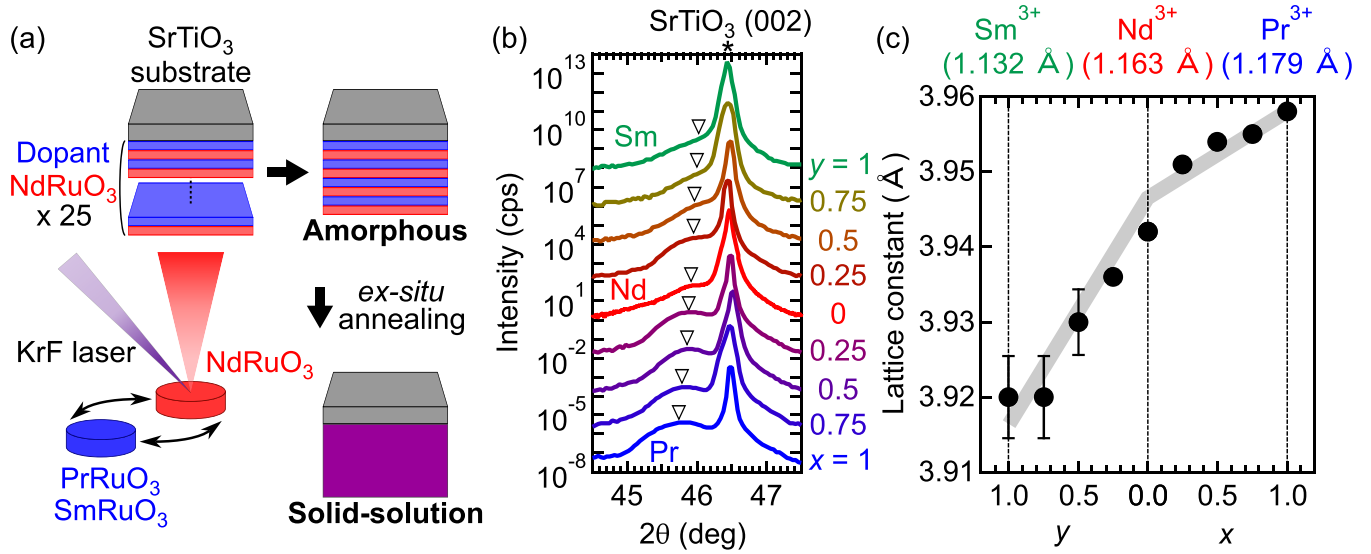 (a)
SrTiO3
substrate
Dopant
NdRuO3
x 25
Amorphous
ex-situ
annealing
KrF laser
NdRuO3
PrRuO3
SmRuO3
Solid-solution
(b)
SrTiO3 (002)
*
Intensity (cps)
10^13
10^10
10^7
10^4
10^1
10^-2
10^-5
10^-8
Sm
Nd
Pr
y = 1
0.75
0.5
0.25
0
0.25
0.5
0.75
x = 1
45 46 47
2θ (deg)
(c)
Sm3+ Nd3+ Pr3+
(1.132 Å) (1.163 Å) (1.179 Å)
Lattice constant (Å)
3.96
3.95
3.94
3.93
3.92
3.91
1.0 0.5 0.0 0.5 1.0
y x